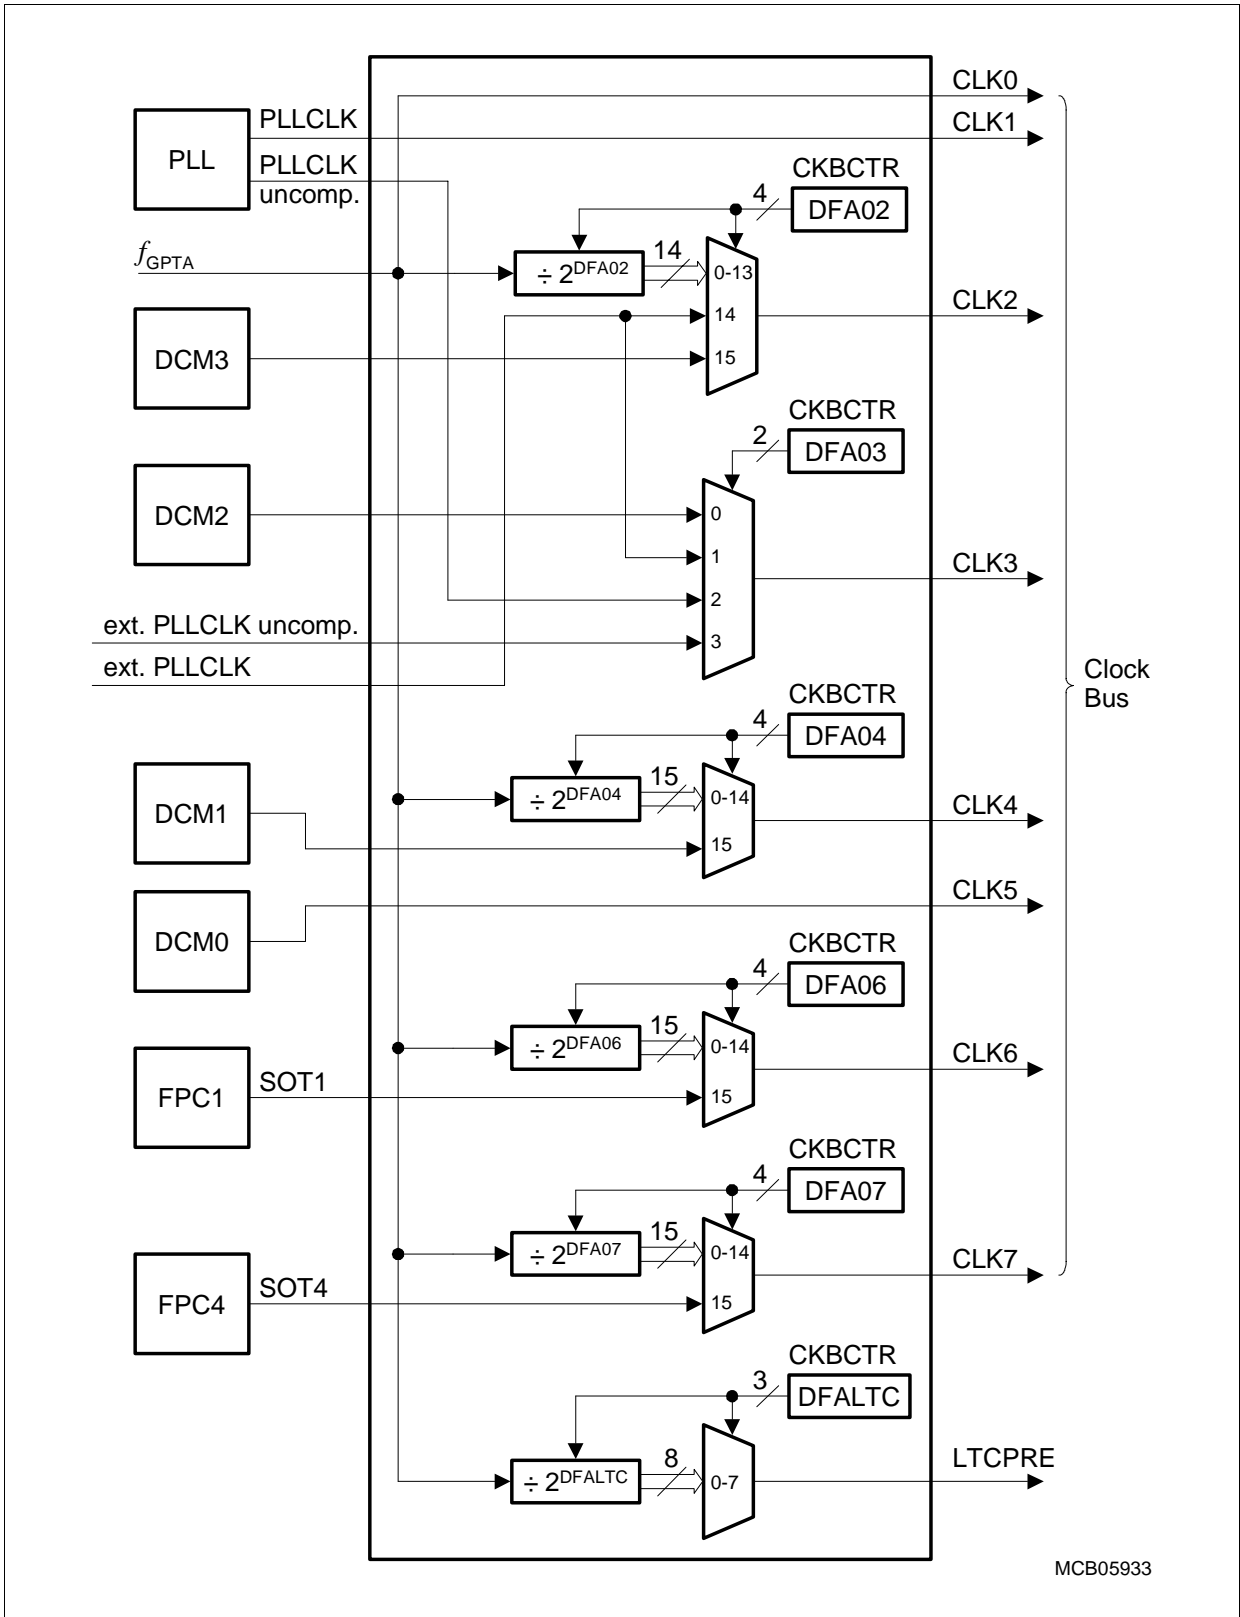 CLK0
PLLCLK
CLK1
PLL
PLLCLK
uncomp.
CKBCTR
4
DFA02
fGPTA
14
÷ 2DFA02
0-13
14
CLK2
DCM3
15
CKBCTR
2
DFA03
DCM2
0
1
CLK3
2
ext. PLLCLK uncomp.
3
ext. PLLCLK
Clock
Bus
CKBCTR
4
DFA04
15
÷ 2DFA04
0-14
DCM1
CLK4
15
CLK5
DCM0
CKBCTR
4
DFA06
15
÷ 2DFA06
0-14
CLK6
SOT1
FPC1
15
CKBCTR
4
DFA07
15
÷ 2DFA07
0-14
CLK7
SOT4
FPC4
15
CKBCTR
3
DFALTC
8
LTCPRE
÷ 2DFALTC
0-7
MCB05933